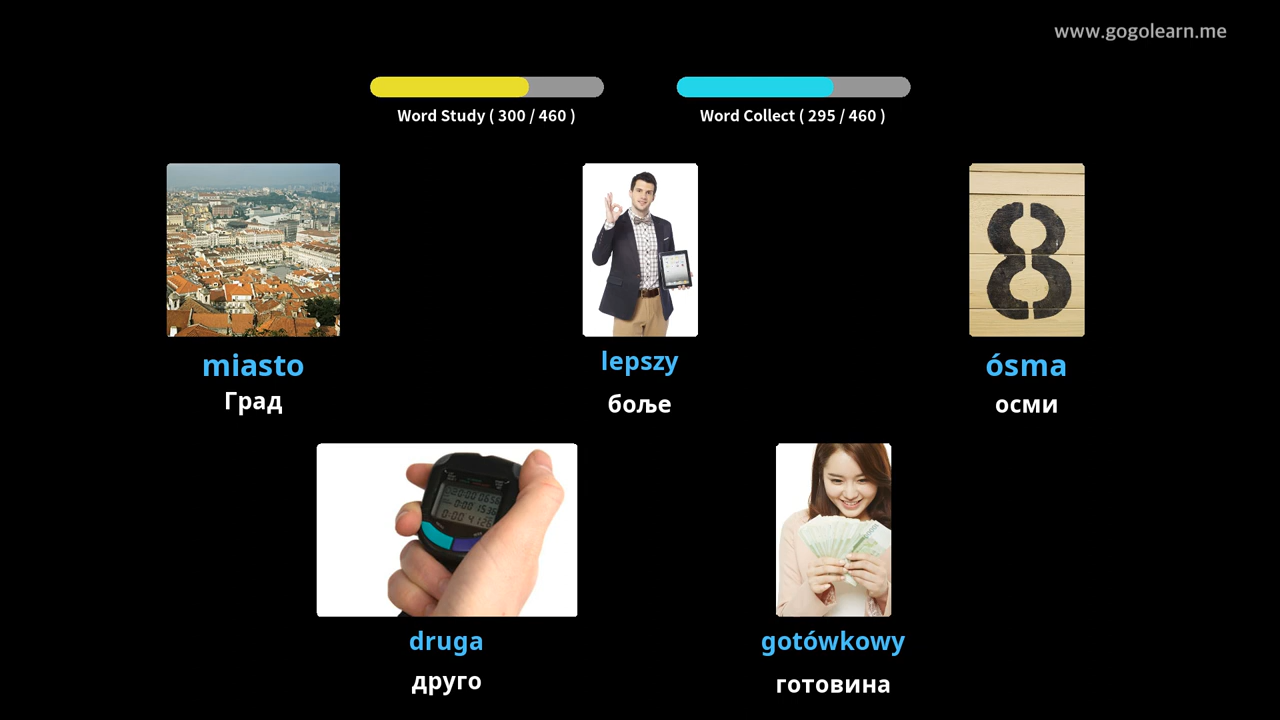 www.gogolearn.me
Word Study ( 300 / 460 )
Word Collect ( 295 / 460 )
8
miasto
Град
lepszy
боље
ósma
осми
druga
друго
gotówkowy
готовина